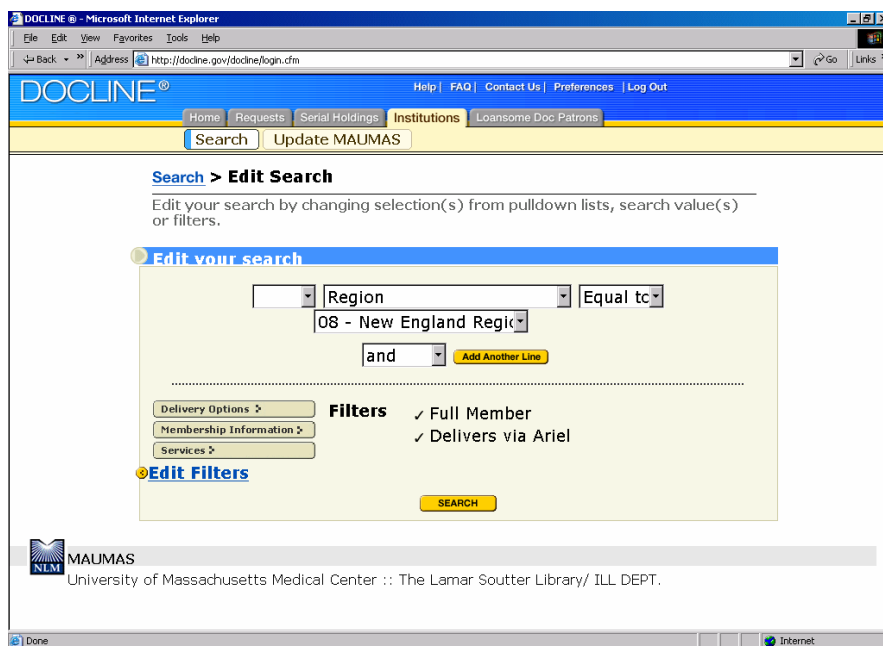 DOCLINE ® - Microsoft Internet Explorer
File Edit View Favorites Tools Help
Back » Address http://docline.gov/docline/login.cfm Go Links
DOCLINE®
Help | FAQ | Contact Us | Preferences | Log Out
Home Requests Serial Holdings Institutions Loansome Doc Patrons
Search Update MAUMAS
Search > Edit Search
Edit your search by changing selection(s) from pulldown lists, search value(s)
or filters.
Edit your search
Region Equal to
08 - New England Regic
and Add Another Line
Delivery Options Filters ✓ Full Member
Membership Information ✓ Delivers via Ariel
Services
Edit Filters
SEARCH
NLM MAUMAS
University of Massachusetts Medical Center :: The Lamar Soutter Library/ ILL DEPT.
Done Internet